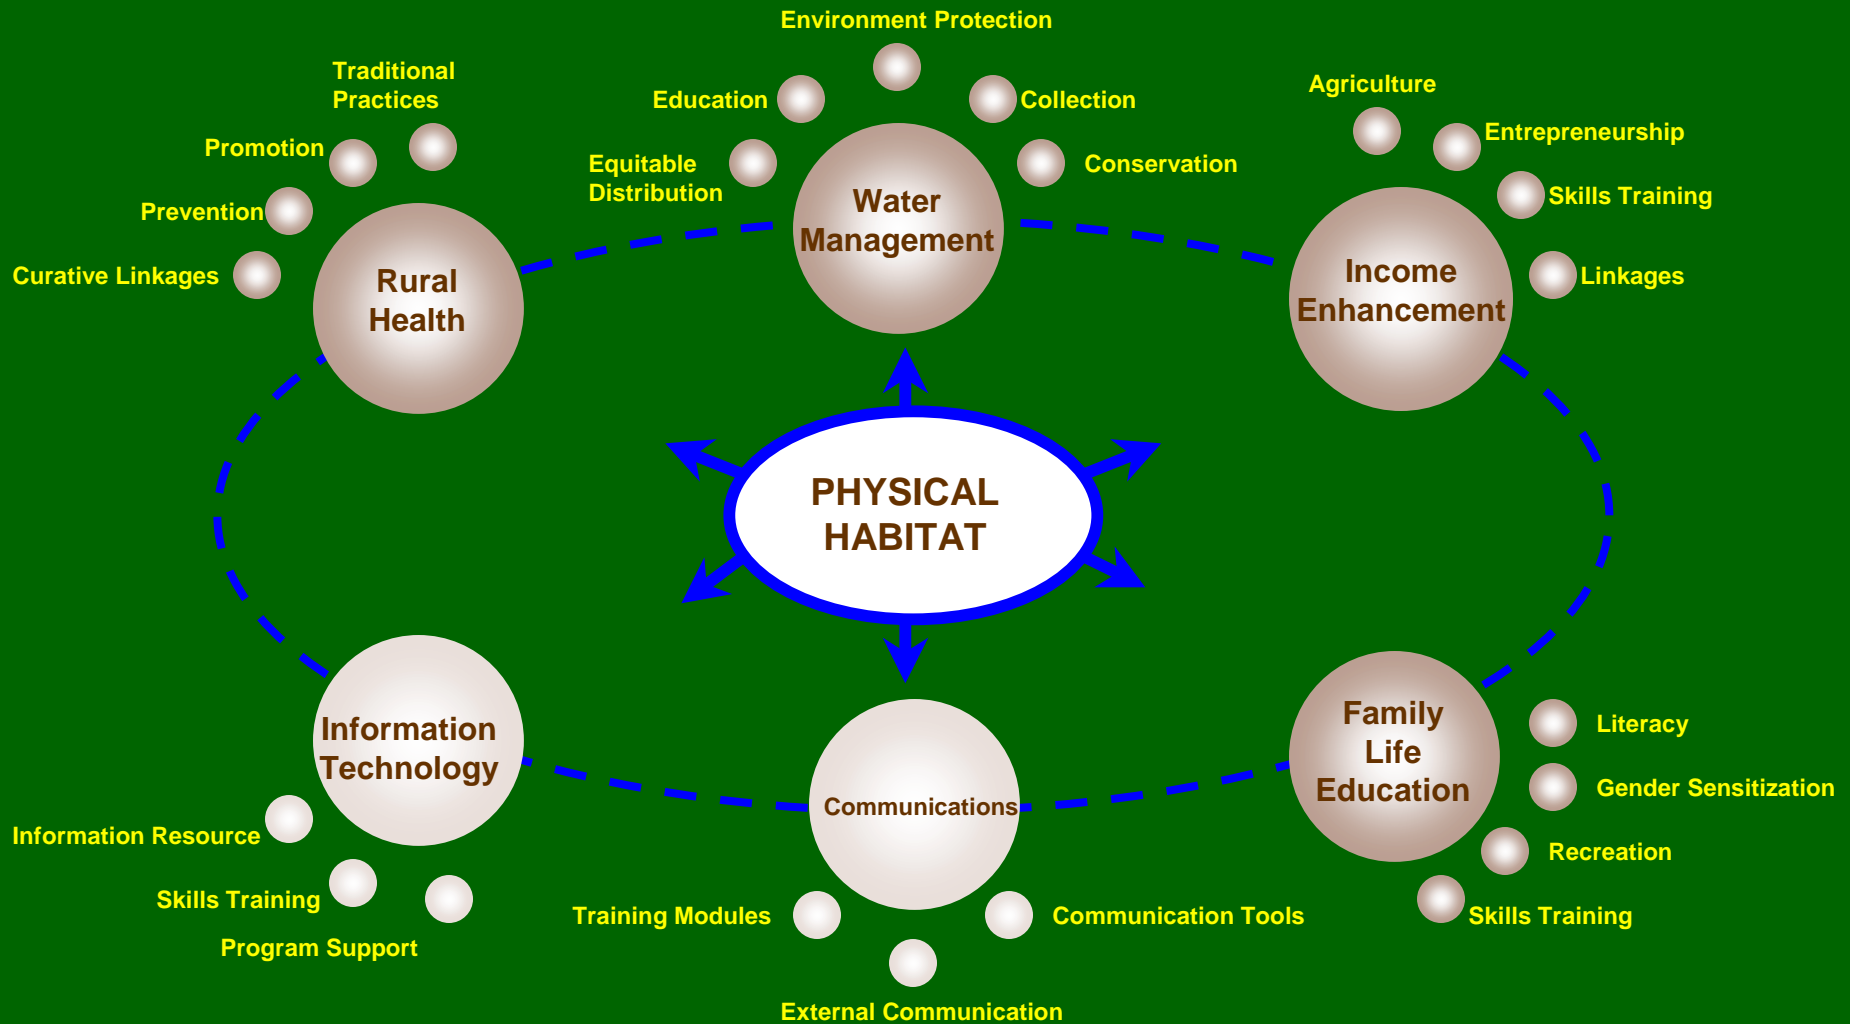 Environment Protection
Traditional
Practices
Education
Collection
Agriculture
Promotion
Entrepreneurship
Equitable
Distribution
Conservation
Prevention
Skills Training
Water
Management
Curative Linkages
Rural
Health
Income
Enhancement
Linkages
PHYSICAL
HABITAT
Information
Technology
Communications
Family
Life
Education
Literacy
Gender Sensitization
Information Resource
Recreation
Skills Training
Training Modules
Communication Tools
Skills Training
Program Support
External Communication